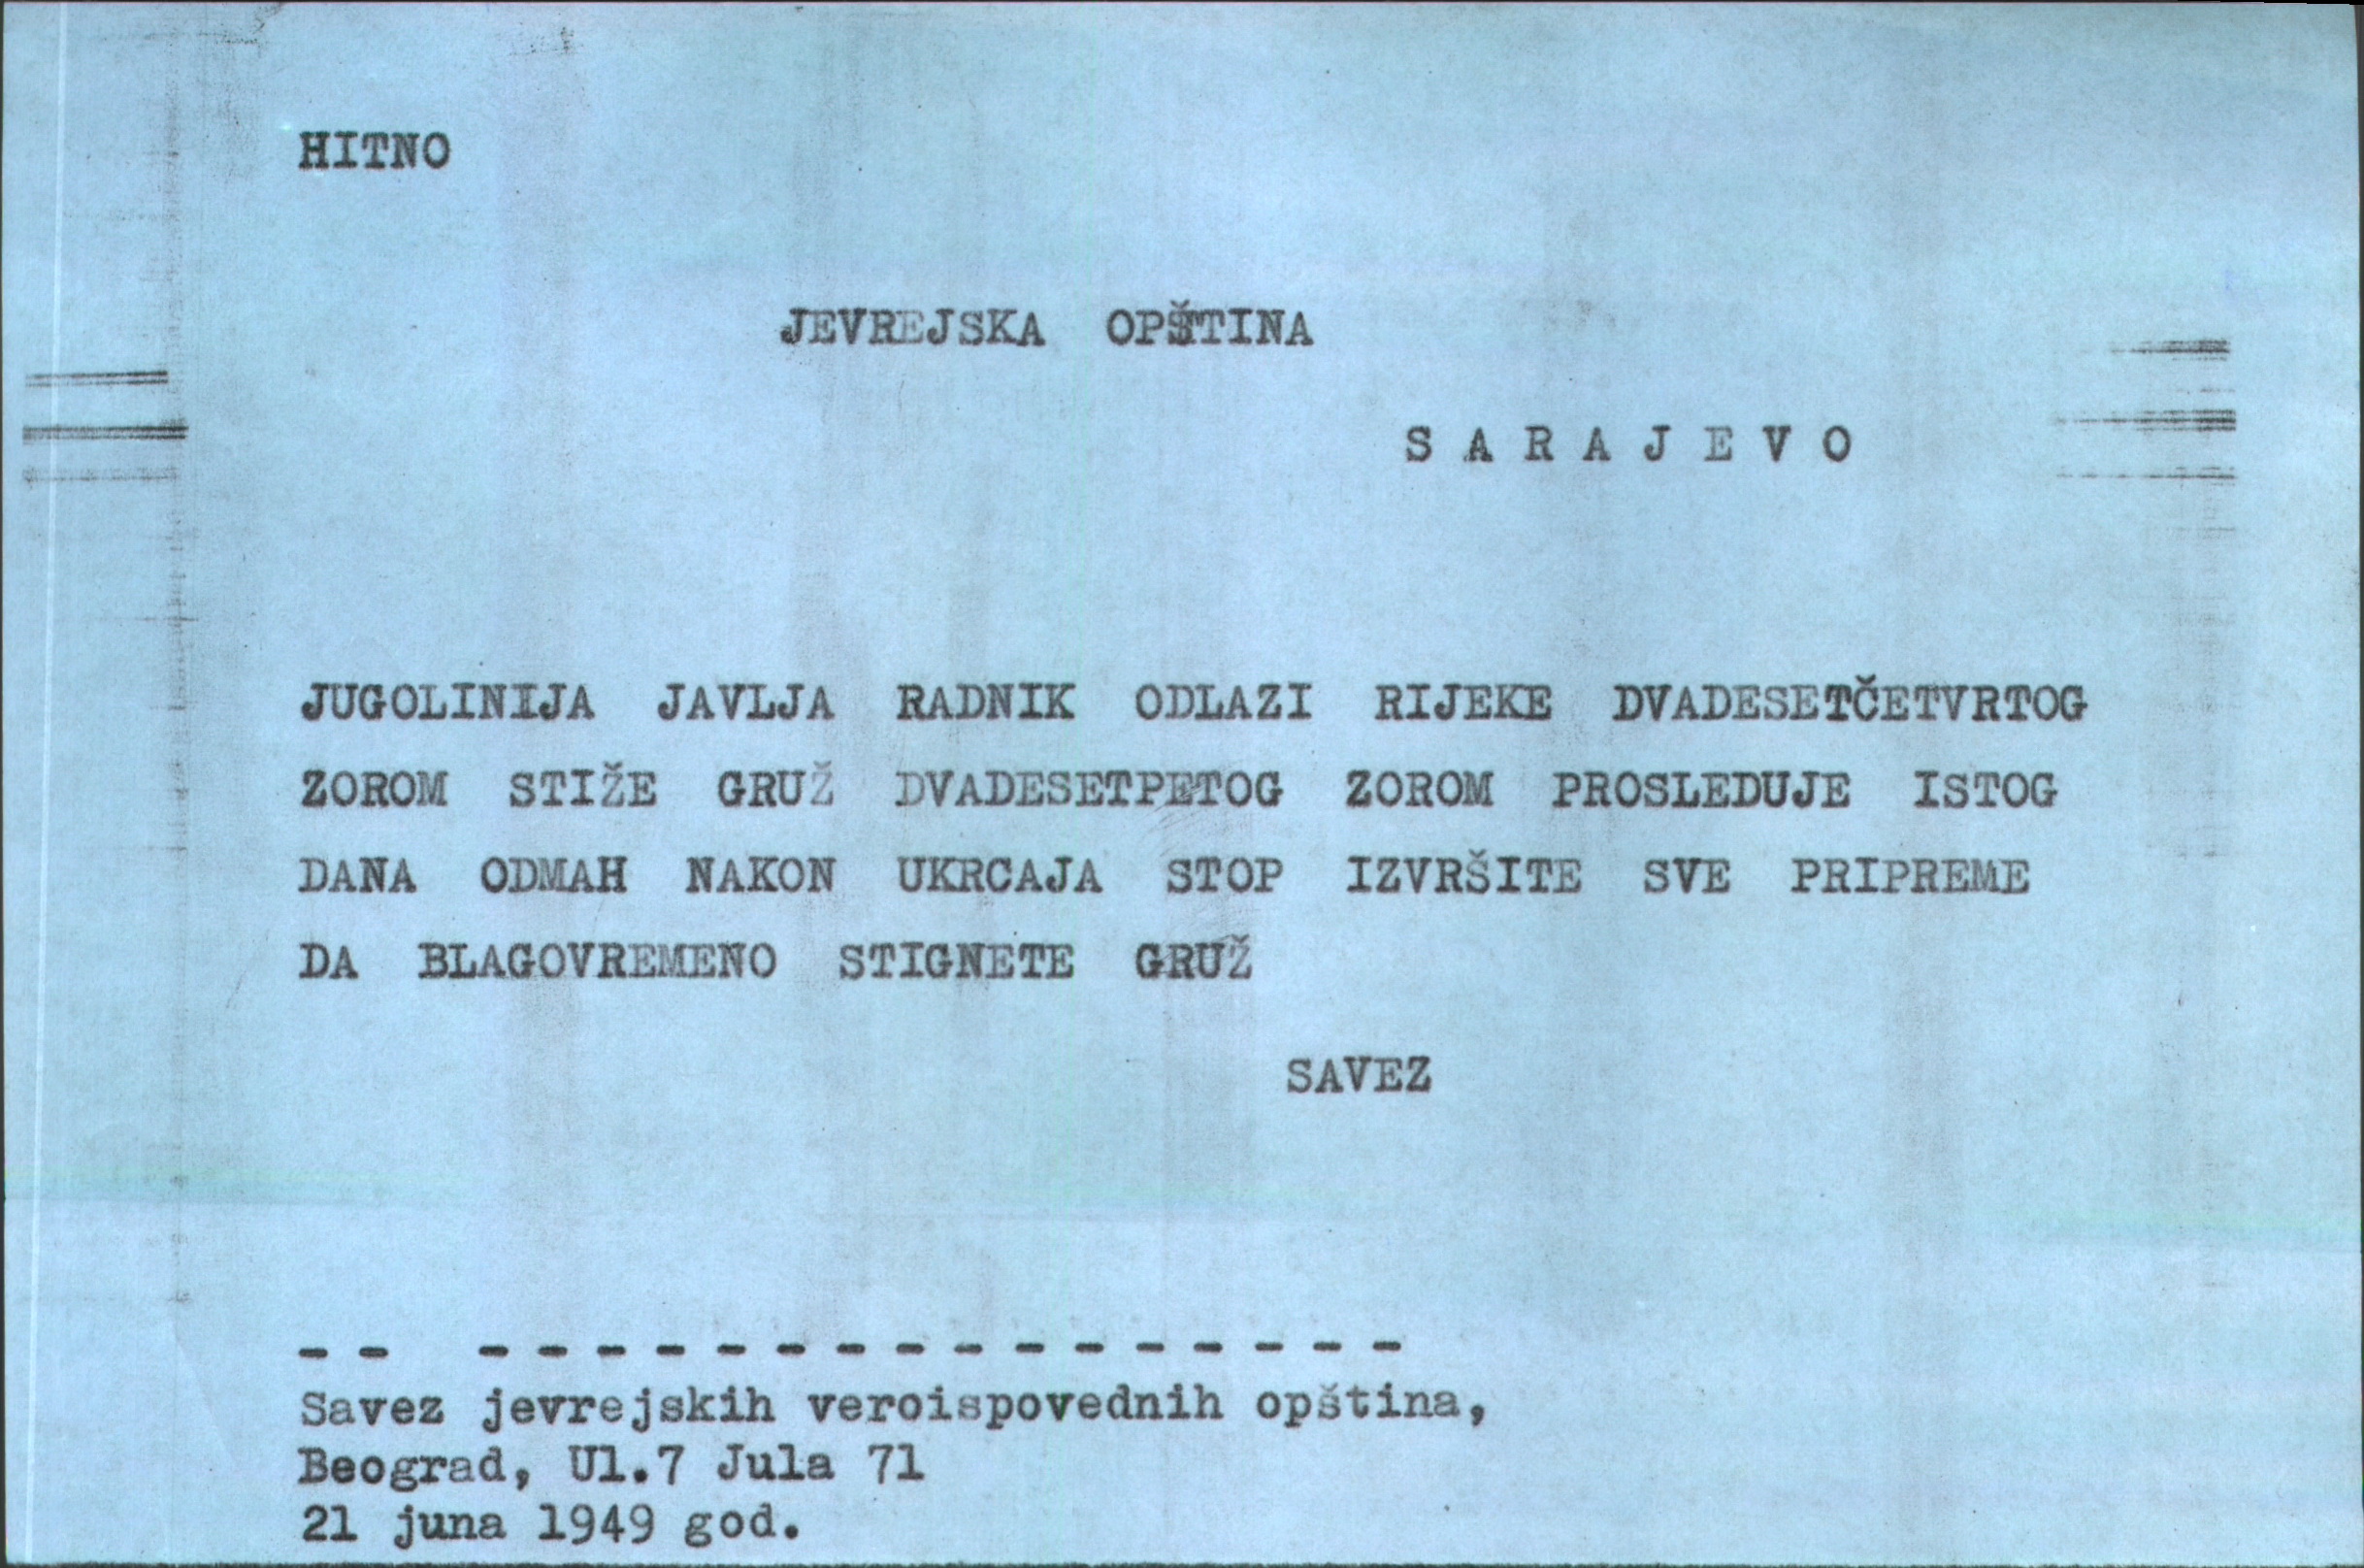 HITNO
JEVREJSKA OPŠTINA
S A R A J E V O
JUGOLINIJA JAVLJA RADNIK ODLAZI RIJEKE DVADESETČETVRTOG
ZOROM STIŽE GRUŽ DVADESETPETOG ZOROM PROSLEDUJE ISTOG
DANA ODMAH NAKON UKRCAJA STOP IZVRŠITE SVE PRIPREME
DA BLAGOVREMENO STIGNETE GRUŽ
SAVEZ
-- ----------------
Savez jevrejskih veroispovednih opština,
Beograd, Ul.7 Jula 71
21 juna 1949 god.